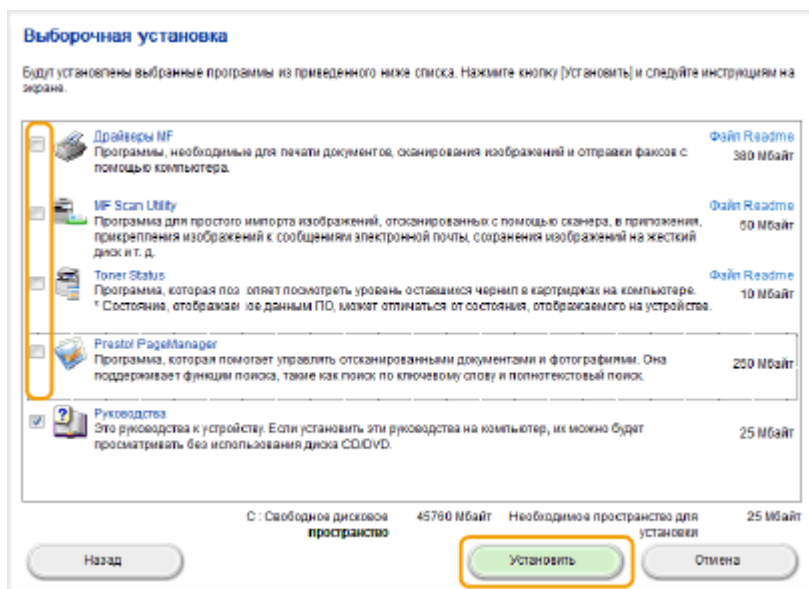 Выборочная установка
Будут установлены выбранные программы из приведенного ниже списка. Нажмите кнопку [Установить] и следуйте инструкциям на
экране.
Драйверы MF
Файл Readme
Программы, необходимые для печати документов, сканирования изображений и отправки факсов с
380 Мбайт
помощью компьютера.
MF Scan Utility
Файл Readme
Программа для простого импорта изображений, отсканированных с помощью сканера, в приложения,
50 Мбайт
прикрепления изображений к сообщениям электронной почты, сохранения изображений на жесткий
диск и т. д.
Toner Status
Файл Readme
Программа, которая поз оляет посмотреть уровень оставшихся чернил в картриджах на компьютере.
10 Мбайт
* Состояние, отображае юе данным ПО, может отличаться от состояния, отображаемого на устройстве.
Presto! PageManager
Программа, которая помогает управлять отсканированными документами и фотографиями. Она
250 Мбайт
поддерживает функции поиска, такие как поиск по ключевому слову и полнотекстовый поиск.
Руководства
Это руководства к устройству. Если установить эти руководства на компьютер, их можно будет
25 Мбайт
просматривать без использования диска CD/DVD.
C : Свободное дисковое
пространство
45760 Мбайт
Необходимое пространство для
установки
25 Мбайт
Назад
Установить
Отмена